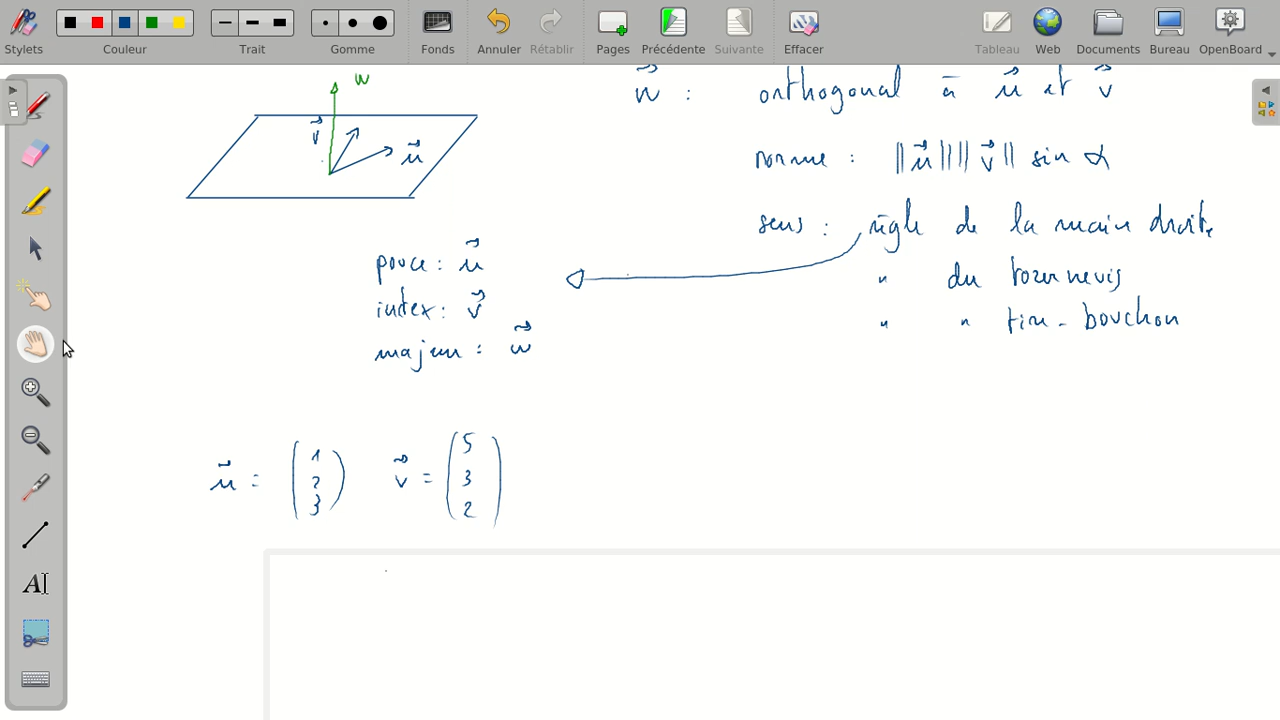 Stylets Couleur Trait Gomme Fonds Annuler Rétablir Pages Précédente Suivante Effacer Tableau Web Documents Bureau OpenBoard
w
v⃗
u⃗
w⃗ : orthogonal à u⃗ et v⃗
norme : ||u⃗|| ||v⃗|| sin α
sens : règle de la main droite
" du tournevis
" " tire-bouchon
pouce : u⃗
index : v⃗
majeur : w⃗
u⃗ = (1 2 3) v⃗ = (5 3 2)
AI